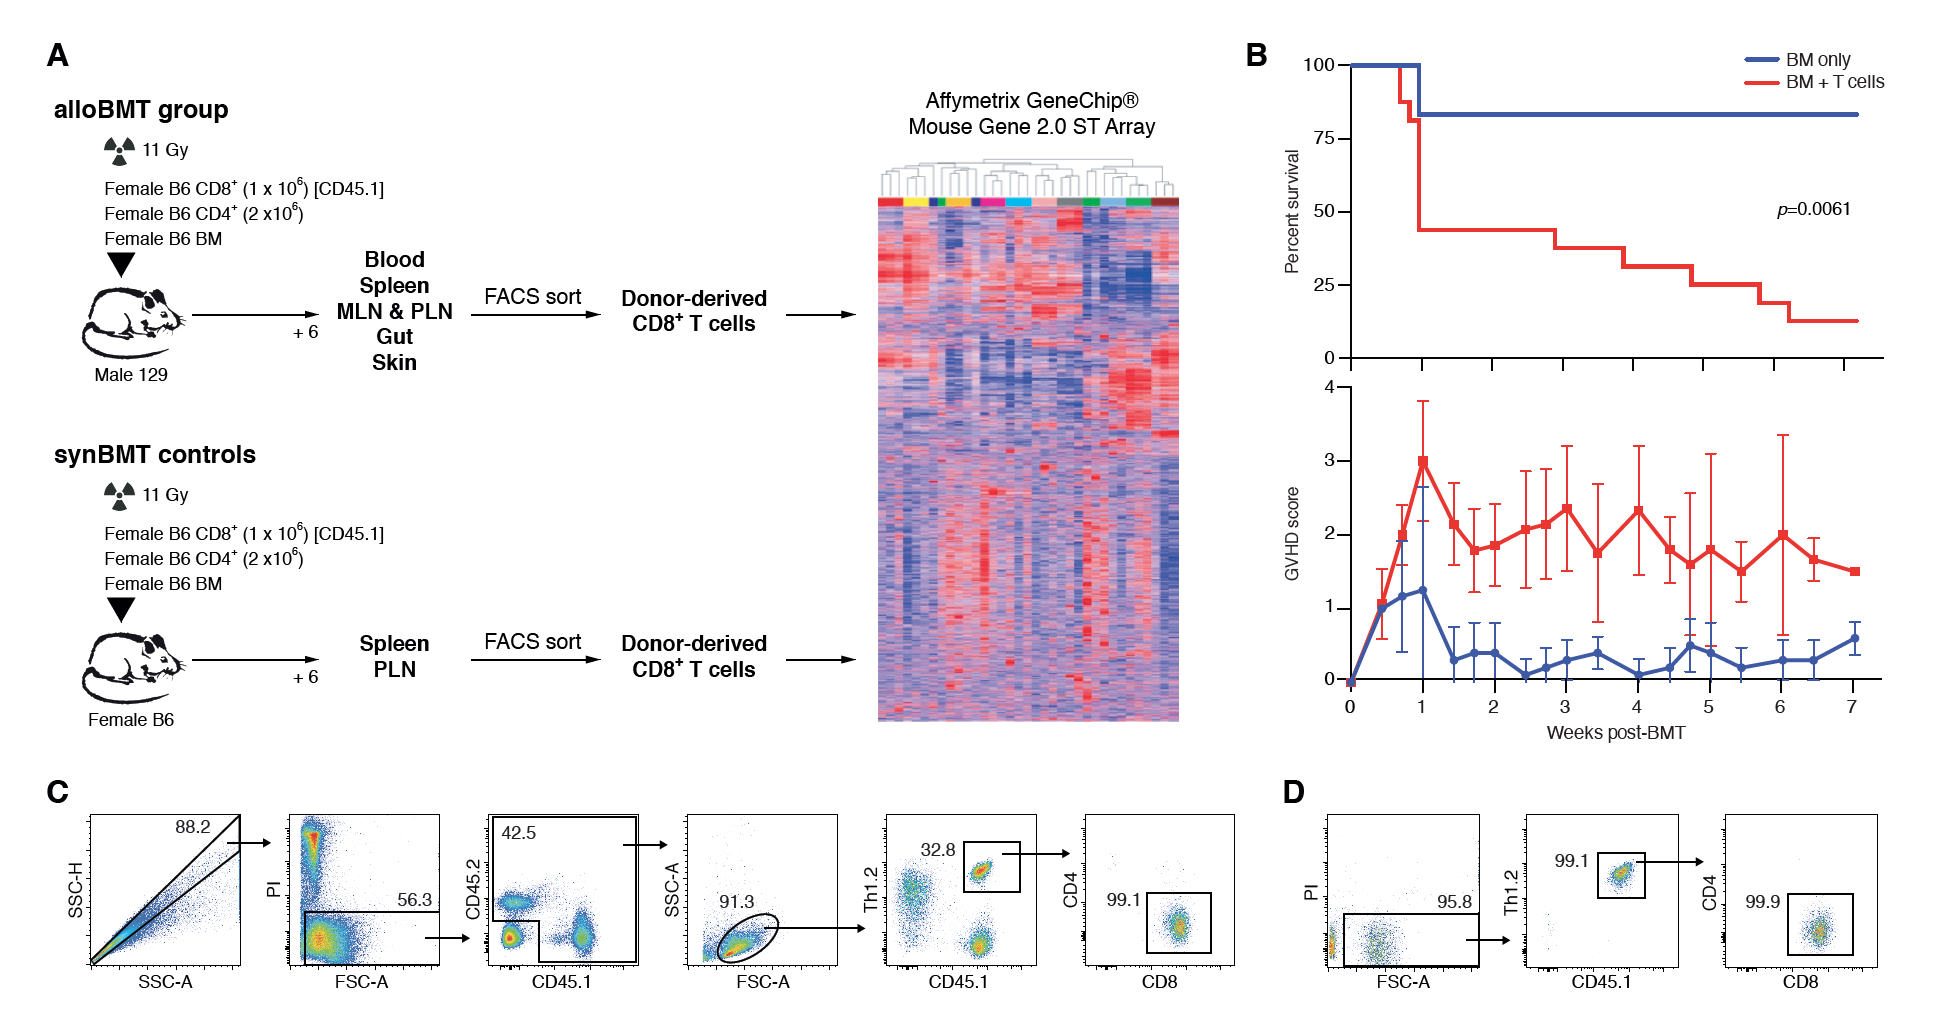 A
alloBMT group
11 Gy
Female B6 CD8+ (1 x 10^6) [CD45.1]
Female B6 CD4+ (2 x10^6)
Female B6 BM
Male 129
+ 6
Blood
Spleen
MLN & PLN
Gut
Skin
FACS sort
Donor-derived
CD8+ T cells
synBMT controls
11 Gy
Female B6 CD8+ (1 x 10^6) [CD45.1]
Female B6 CD4+ (2 x10^6)
Female B6 BM
Female B6
+ 6
Spleen
PLN
FACS sort
Donor-derived
CD8+ T cells
Affymetrix GeneChip®
Mouse Gene 2.0 ST Array
B
BM only
BM + T cells
Percent survival
100
75
50
25
0
p=0.0061
GVHD score
4
3
2
1
0
0 1 2 3 4 5 6 7
Weeks post-BMT
C
88.2
SSC-H
SSC-A
PI
56.3
FSC-A
42.5
CD45.2
CD45.1
91.3
SSC-A
FSC-A
32.8
Th1.2
CD45.1
99.1
CD4
CD8
D
95.8
PI
FSC-A
99.1
Th1.2
CD45.1
99.9
CD4
CD8